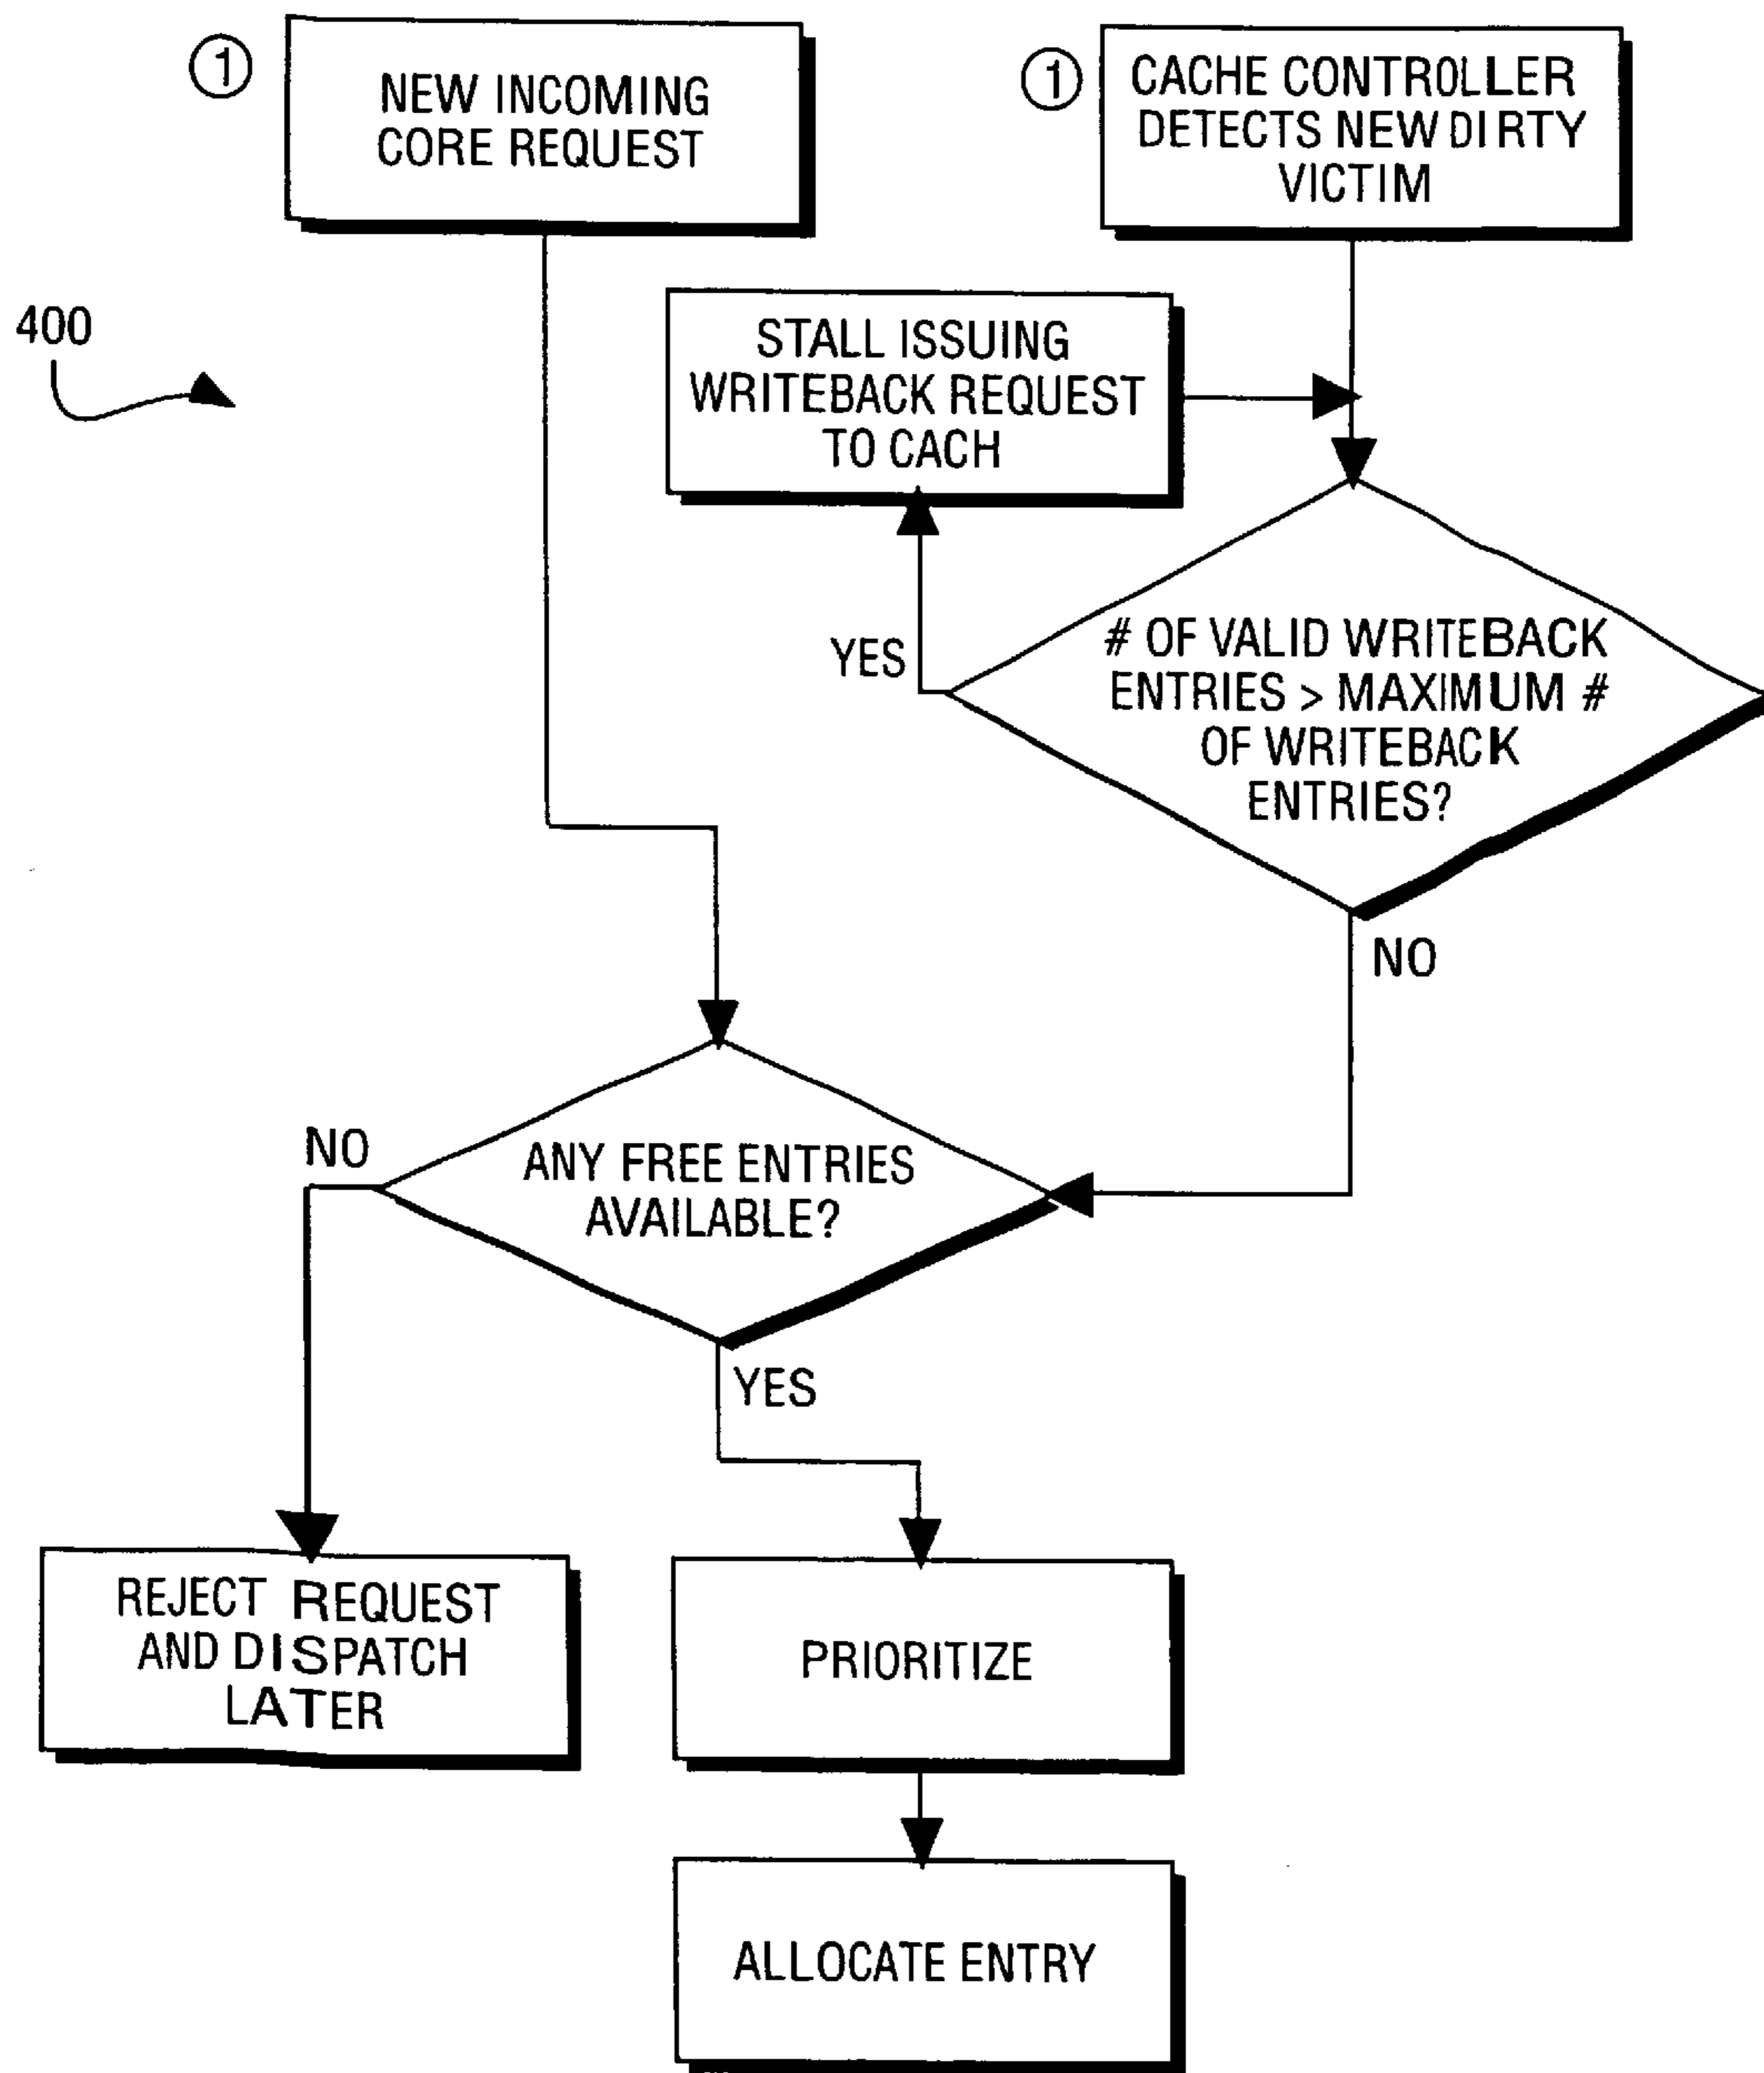 ①
NEW INCOMING
CORE REQUEST
①
CACHE CONTROLLER
DETECTS NEW DIRTY
VICTIM
400
STALL ISSUING
WRITEBACK REQUEST
TO CACH
YES
# OF VALID WRITEBACK
ENTRIES > MAXIMUM #
OF WRITEBACK
ENTRIES?
NO
NO
ANY FREE ENTRIES
AVAILABLE?
YES
REJECT REQUEST
AND DISPATCH
LATER
PRIORITIZE
ALLOCATE ENTRY